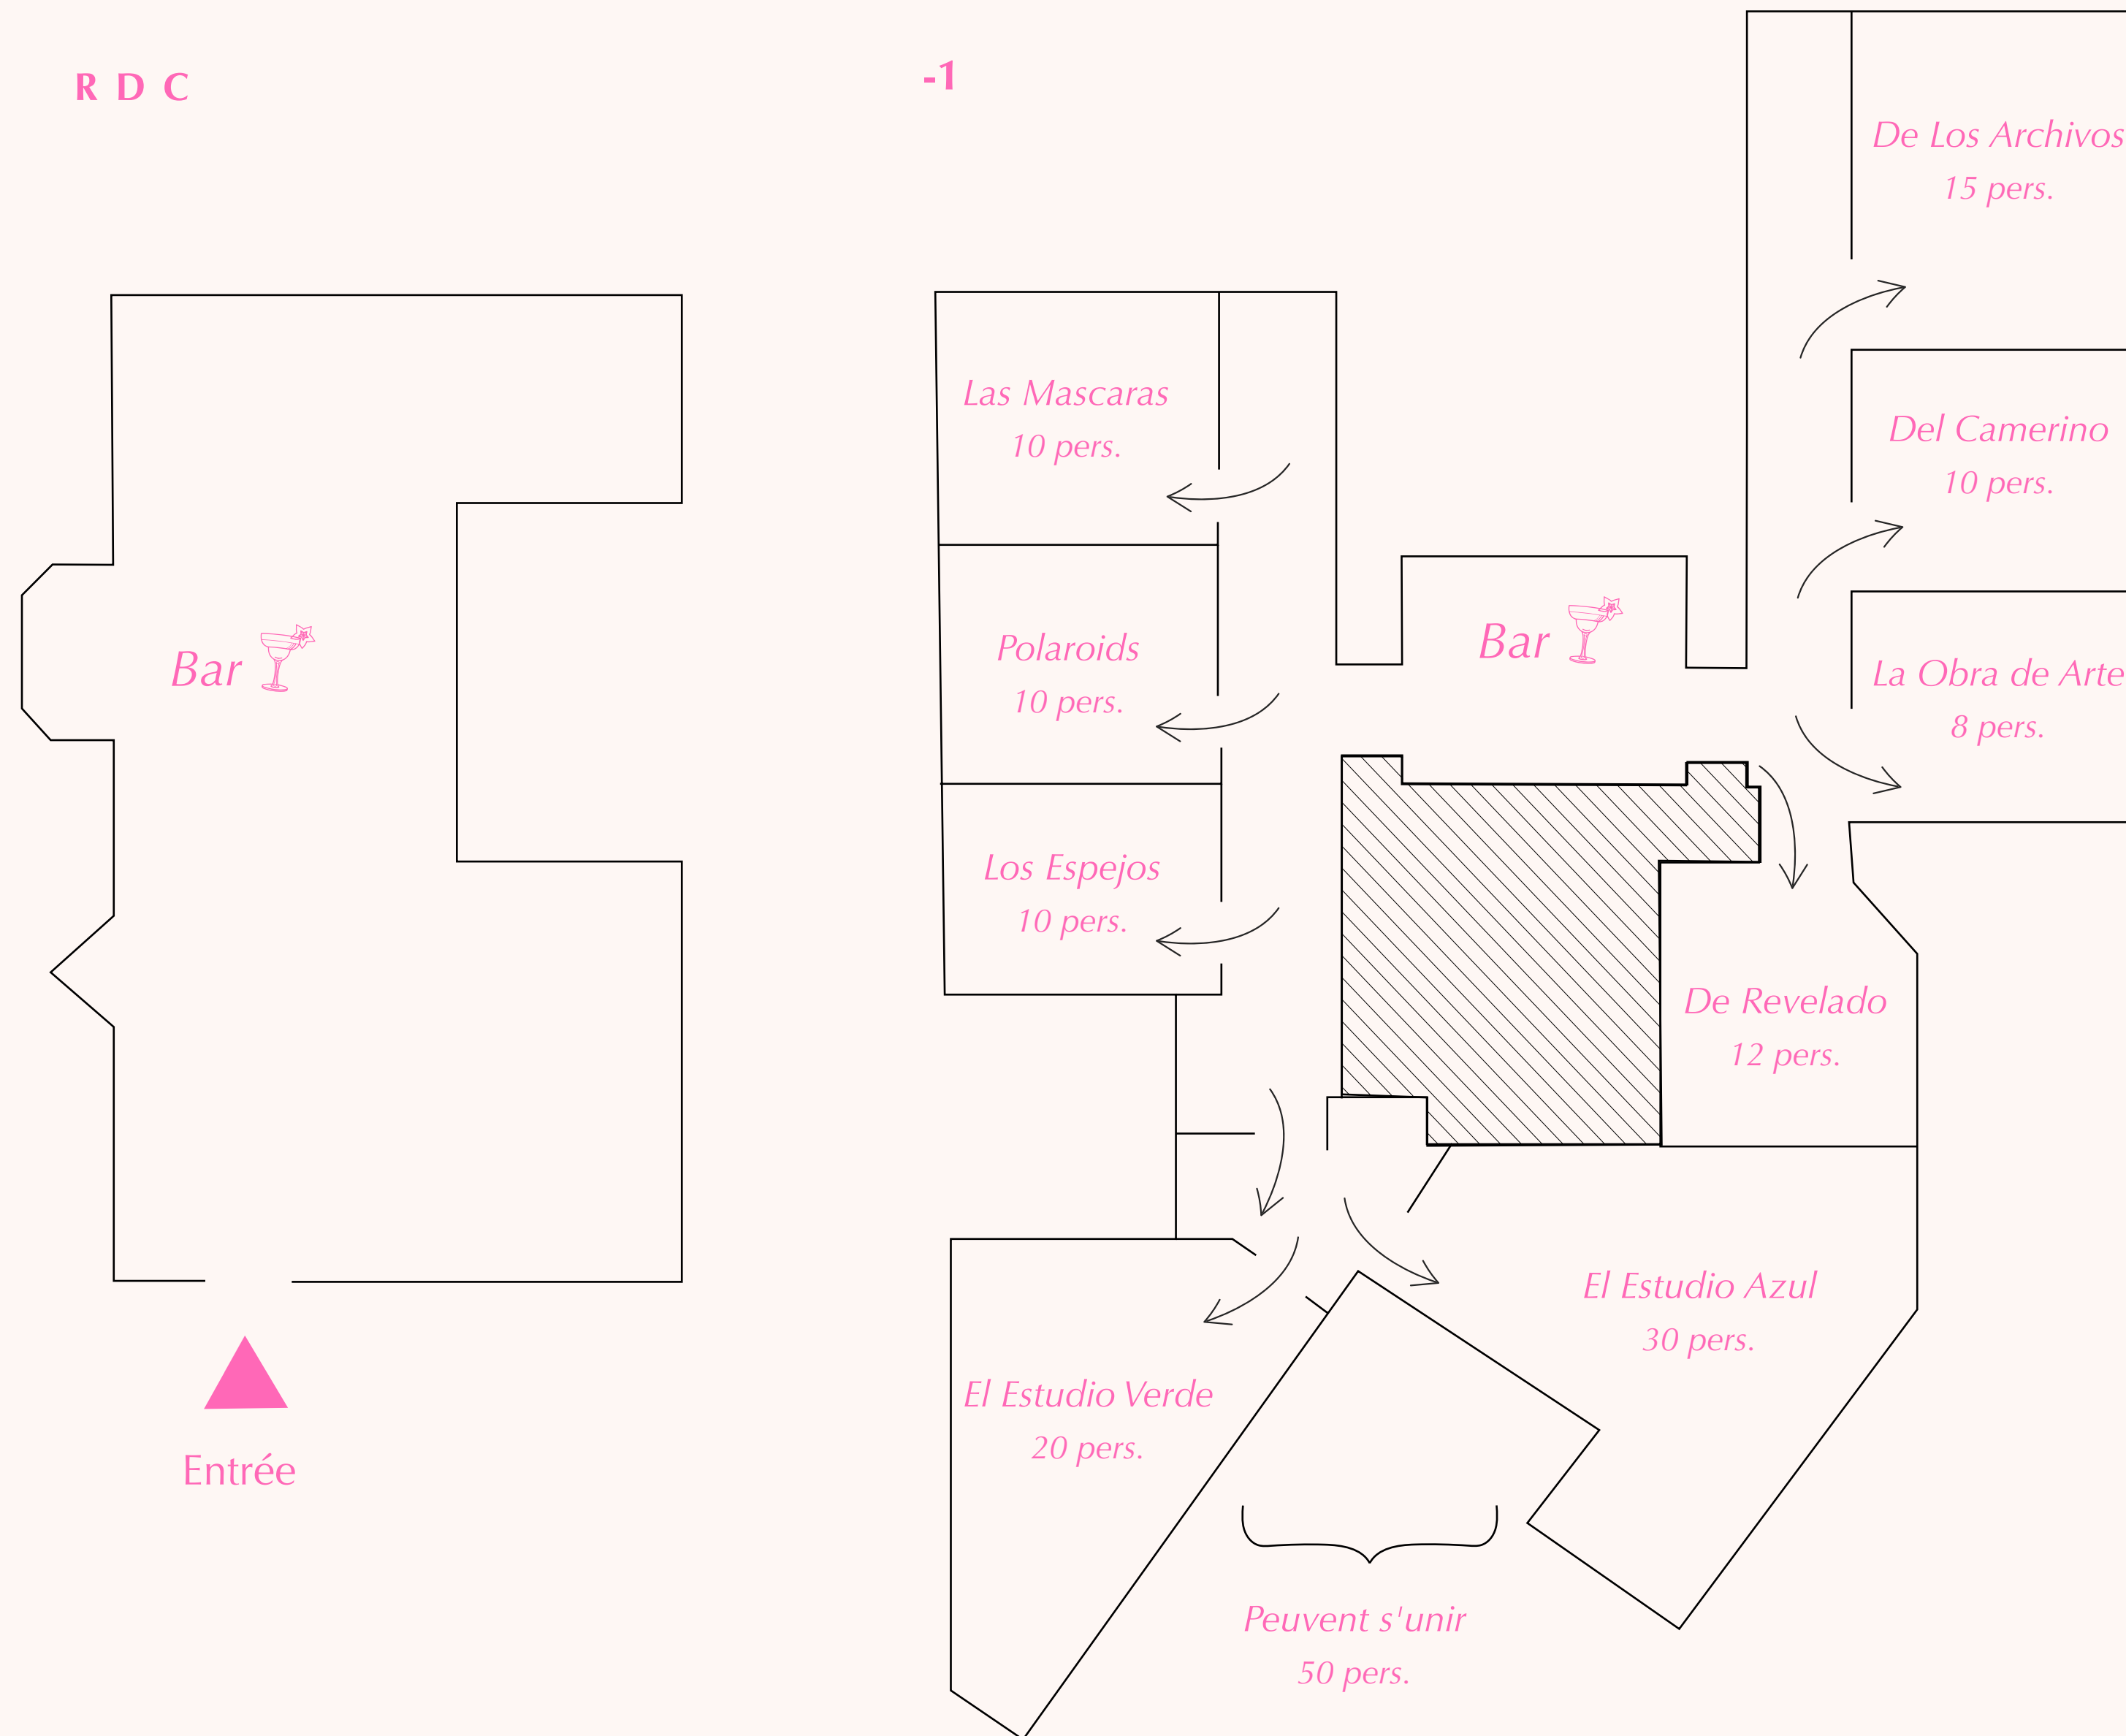 R D C
-1
De Los Archivos
15 pers.
Las Mascaras
10 pers.
Del Camerino
10 pers.
Polaroids
10 pers.
Bar
Bar
La Obra de Arte
8 pers.
Los Espejos
10 pers.
De Revelado
12 pers.
El Estudio Azul
30 pers.
El Estudio Verde
20 pers.
Entrée
Peuvent s'unir
50 pers.